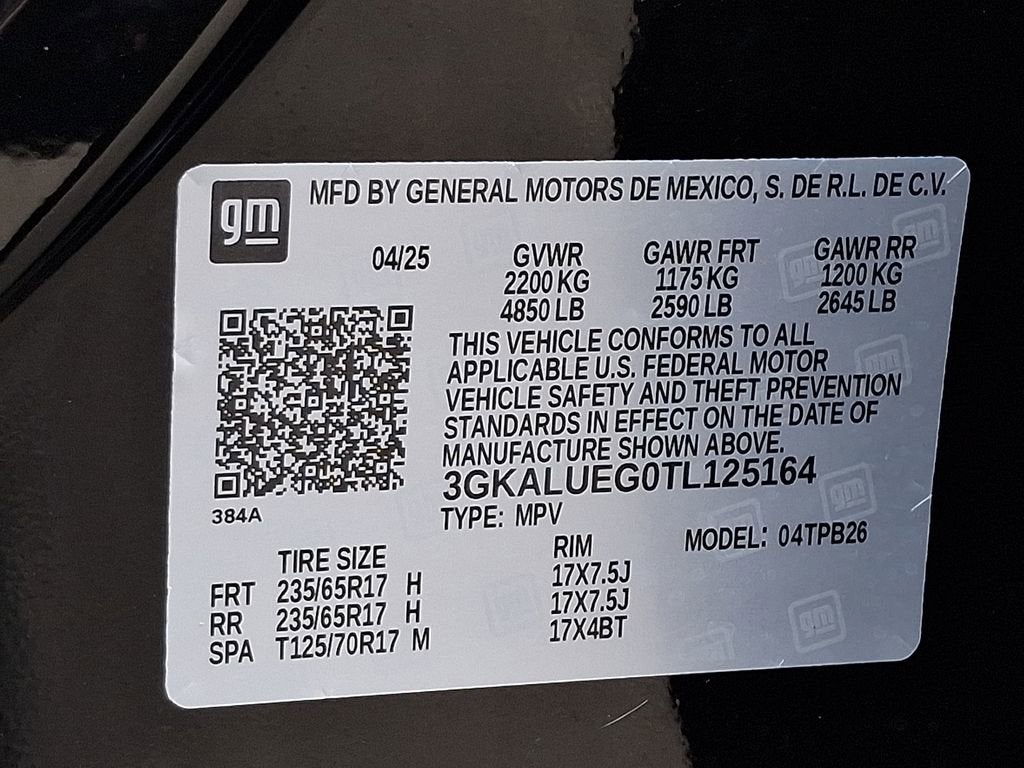 gm
MFD BY GENERAL MOTORS DE MEXICO, S. DE R.L. DE C.V.
04/25 GVWR GAWR FRT GAWR RR
2200 KG 1175 KG 1200 KG
4850 LB 2590 LB 2645 LB
THIS VEHICLE CONFORMS TO ALL
APPLICABLE U.S. FEDERAL MOTOR
VEHICLE SAFETY AND THEFT PREVENTION
STANDARDS IN EFFECT ON THE DATE OF
MANUFACTURE SHOWN ABOVE.
3GKALUEG0TL125164
384A
TYPE: MPV
MODEL: 04TPB26
TIRE SIZE RIM
FRT 235/65R17 H 17X7.5J
RR 235/65R17 H 17X7.5J
SPA T125/70R17 M 17X4BT